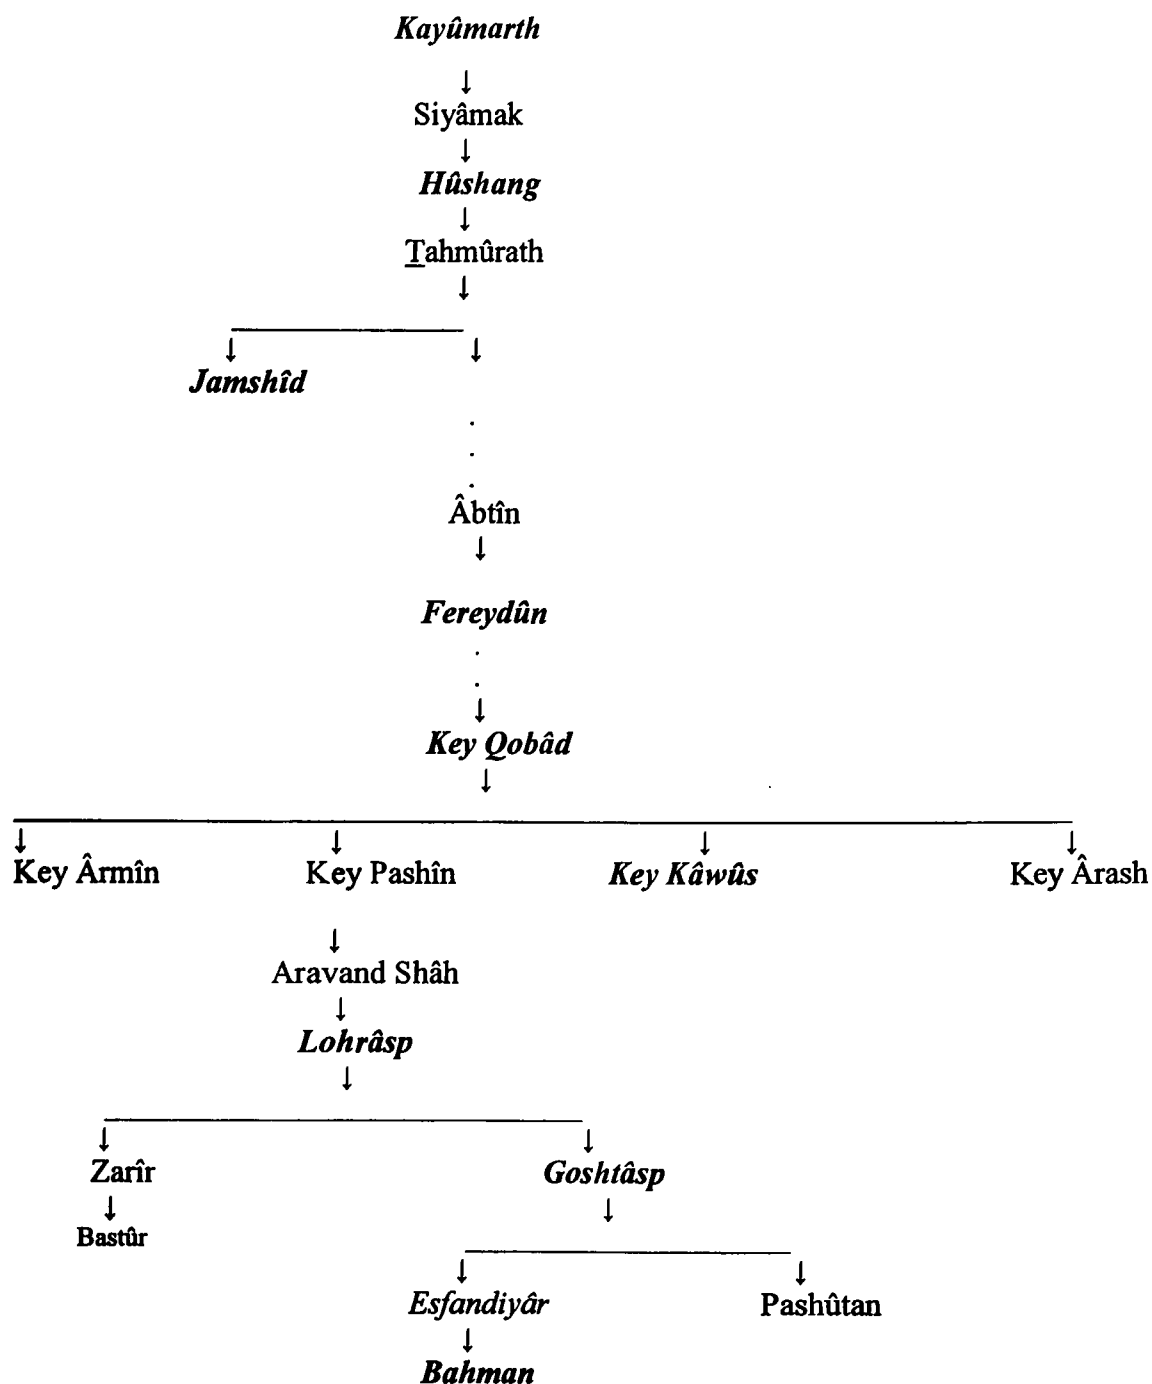 Kayûmarth
Siyâmak
Hûshang
Tahmûrath
Jamshîd
Âbtîn
Fereydûn
Key Qobâd
Key Ârmîn Key Pashîn Key Kâwûs Key Ârash
Aravand Shâh
Lohrâsp
Zarîr Goshtâsp
Bastûr
Esfandiyâr Pashûtan
Bahman